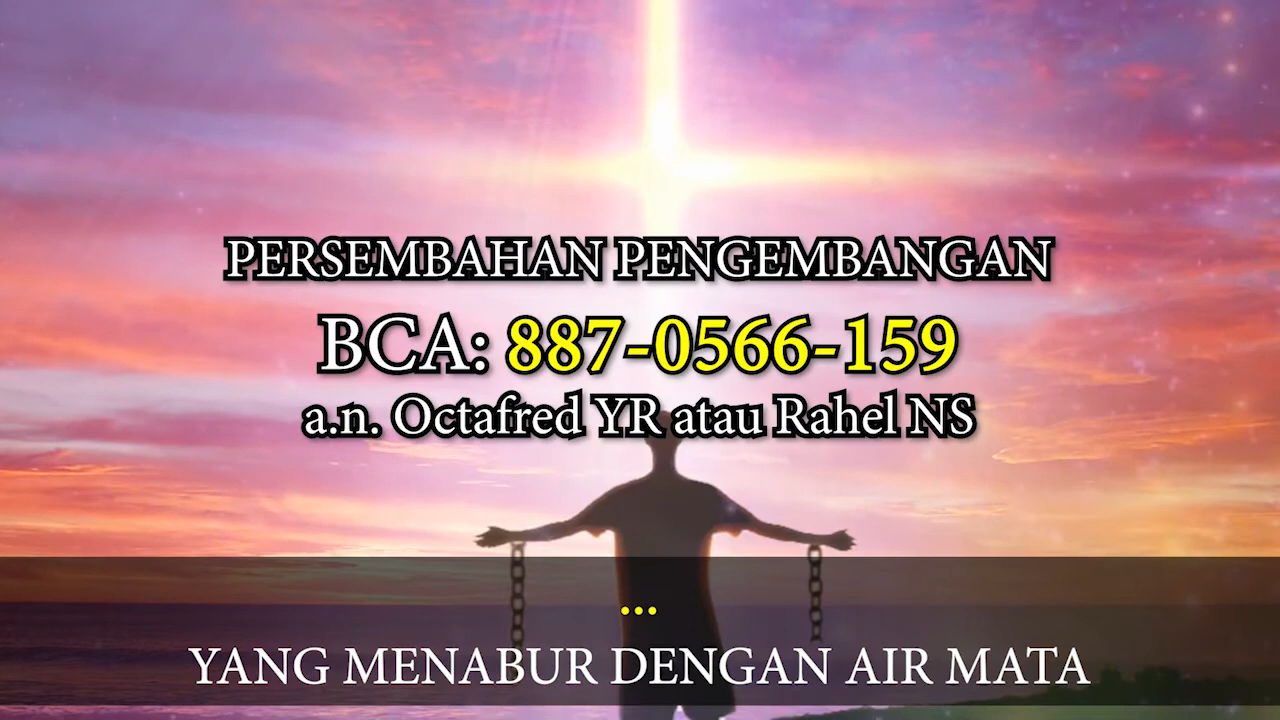 PERSEMBAHAN PENGEMBANGAN
BCA: 887-0566-159
a.n. Octafred YR atau Rahel NS
...
YANG MENABUR DENGAN AIR MATA